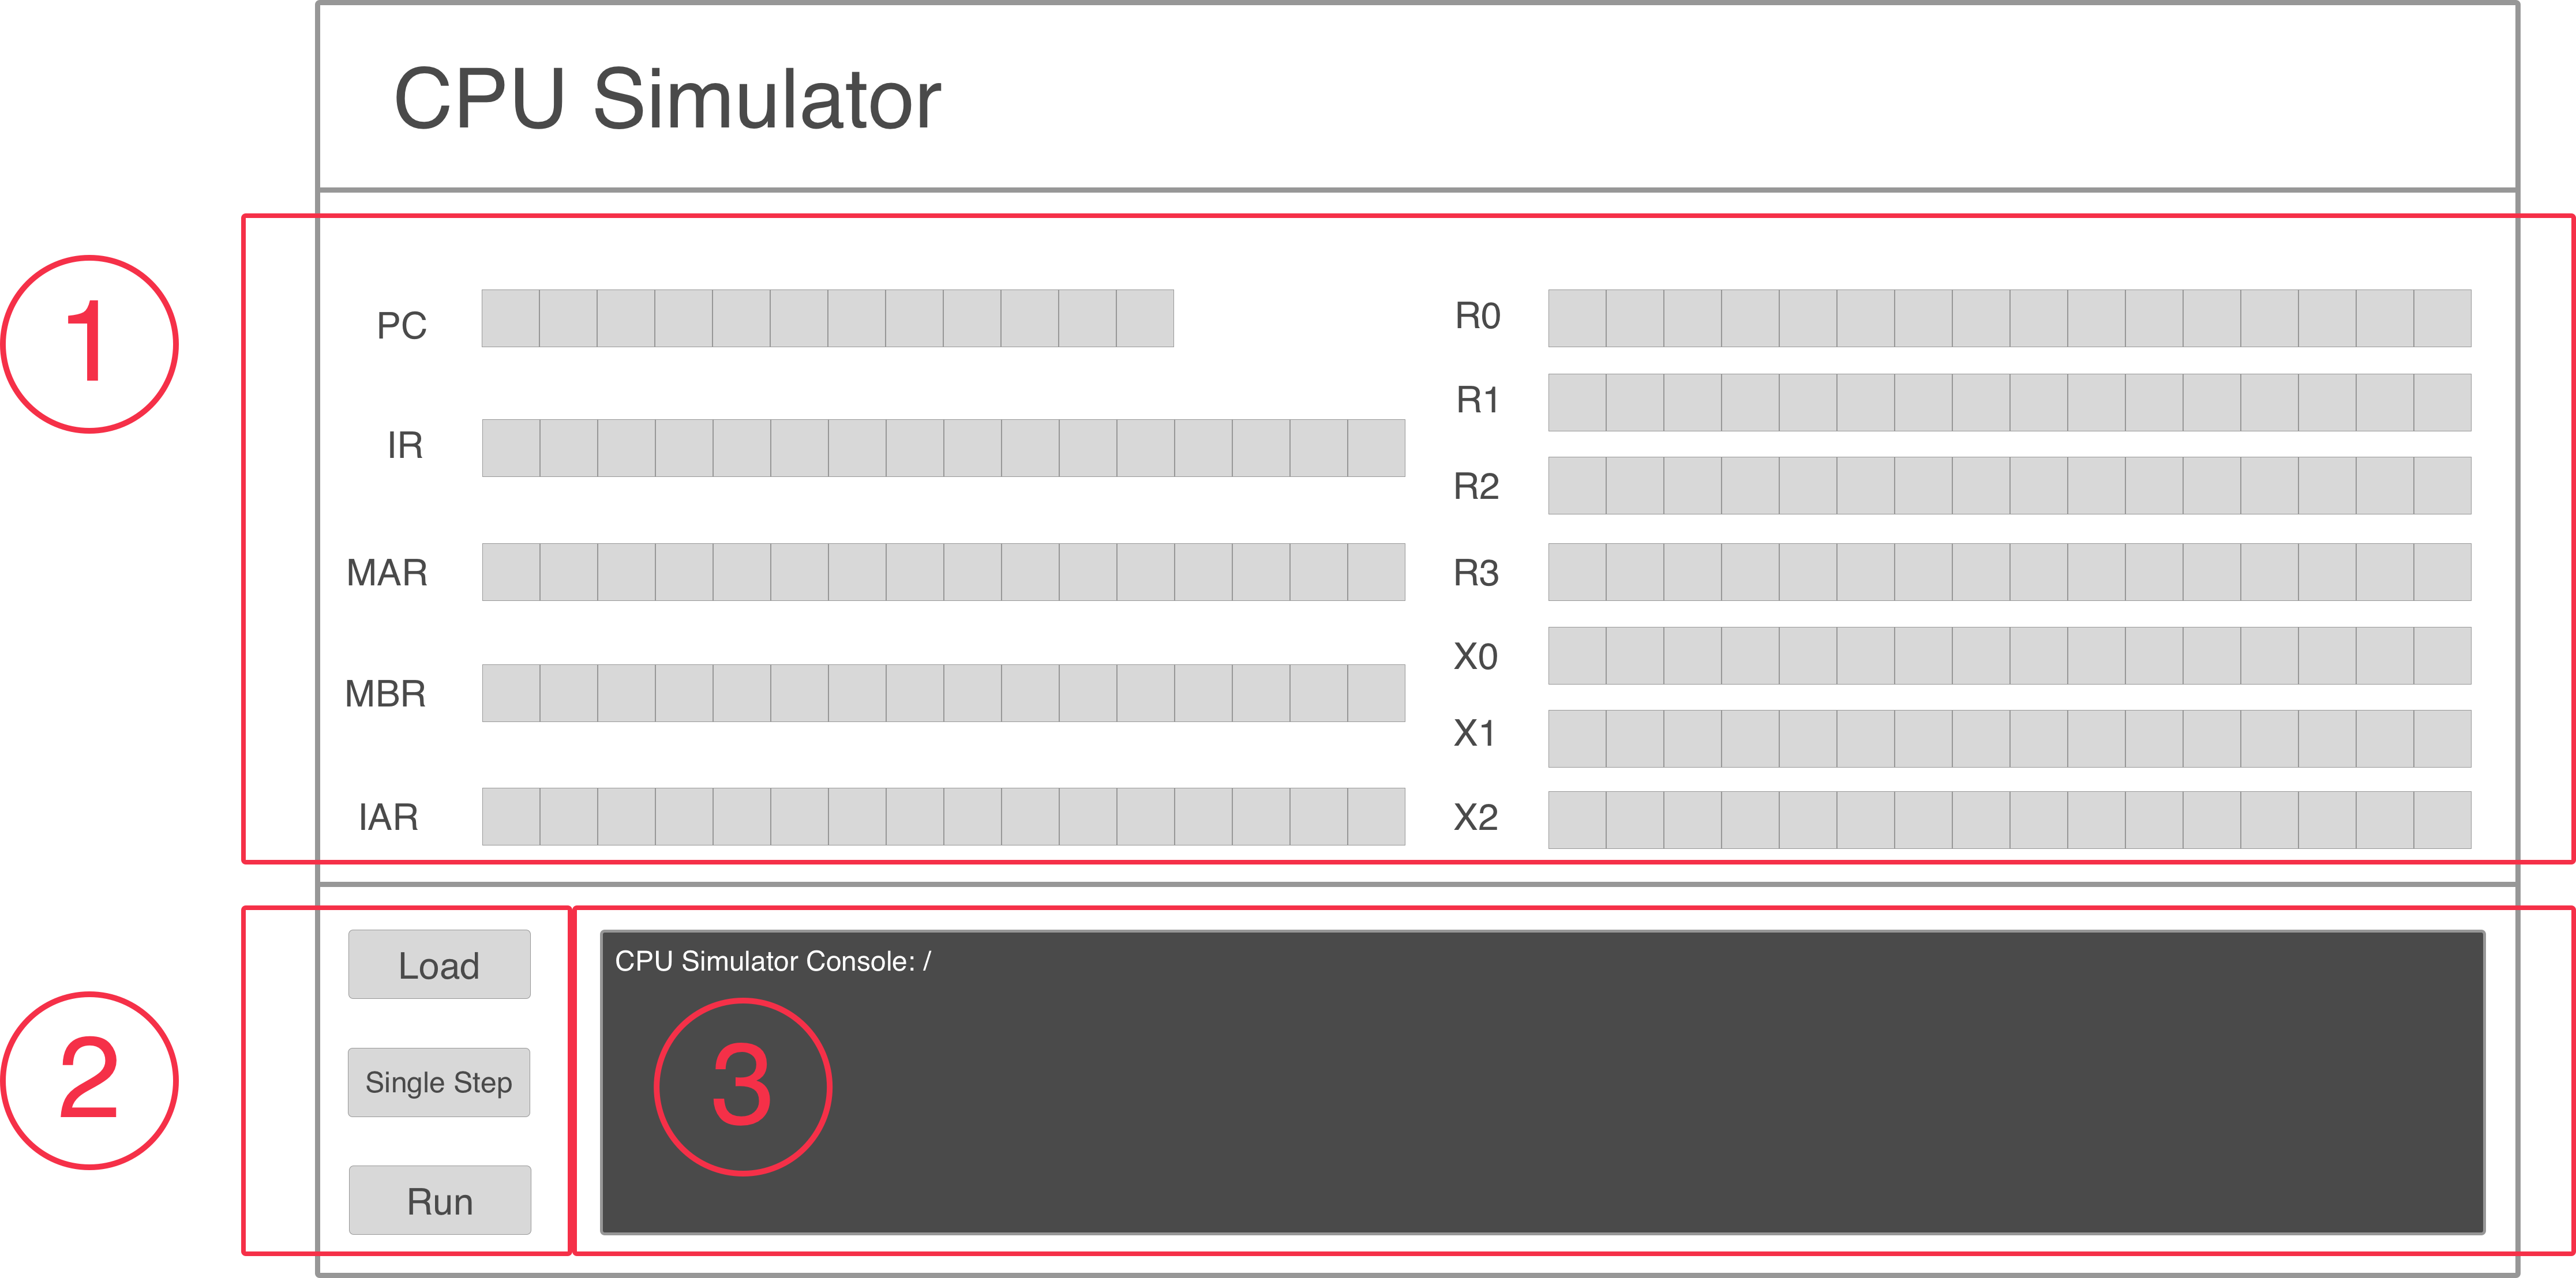 CPU Simulator
1
PC
IR
MAR
MBR
IAR
R0
R1
R2
R3
X0
X1
X2
2
Load
Single Step
Run
CPU Simulator Console: /
3